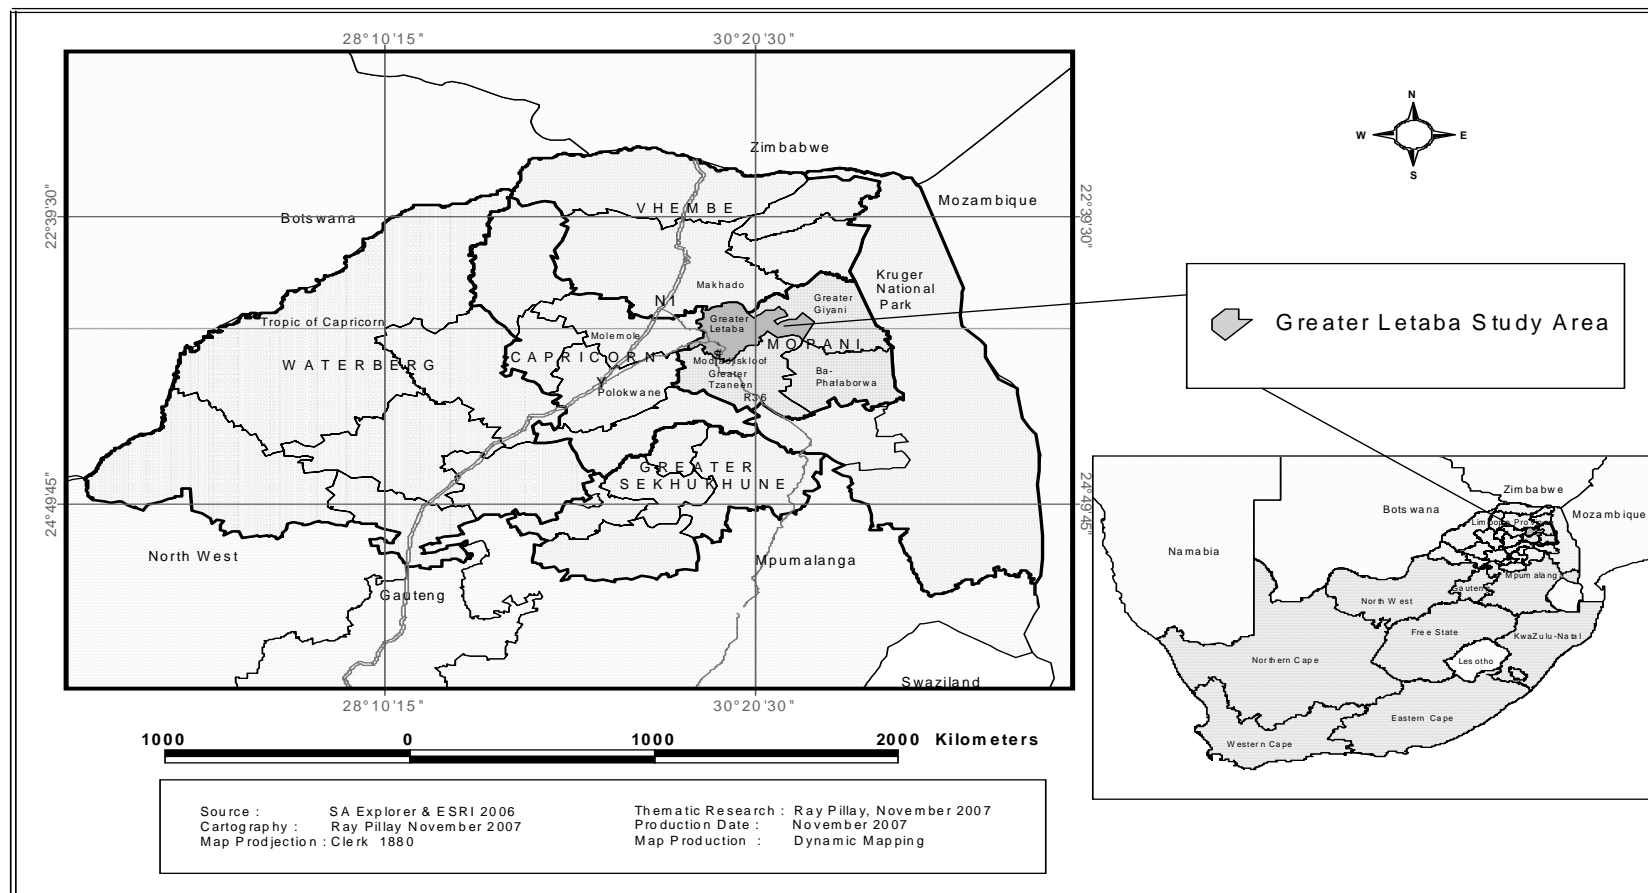 28°10'15"
30°20'30"
Zimbabwe
22°39'30"
22°39'30"
Mozambique
Botswana
VHEMBE
Kruger
National
Park
Makhado
N1
Greater
Giyani
Greater
Letaba
Tropic of Capricorn
Molemole
MOPANI
WATERBERG
CAPRICORN
Greater
Tzaneen
Ba-
Phalaborwa
Polokwane
R36
GREATER
SEKHUKHUNE
24°49'45"
24°49'45"
North West
Mpumalanga
Gauteng
Swaziland
28°10'15"
30°20'30"
N
W
E
S
Greater Letaba Study Area
Zimbabwe
Botswana
Mozambique
Namabia
Mpumalanga
Gauteng
North West
Free State
KwaZulu-Natal
Northern Cape
Lesotho
Eastern Cape
Western Cape
1000 0 1000 2000 Kilometers
Source : SA Explorer & ESRI 2006
Cartography : Ray Pillay November 2007
Map Prodjection : Clerk 1880
Thematic Research : Ray Pillay, November 2007
Production Date : November 2007
Map Production : Dynamic Mapping